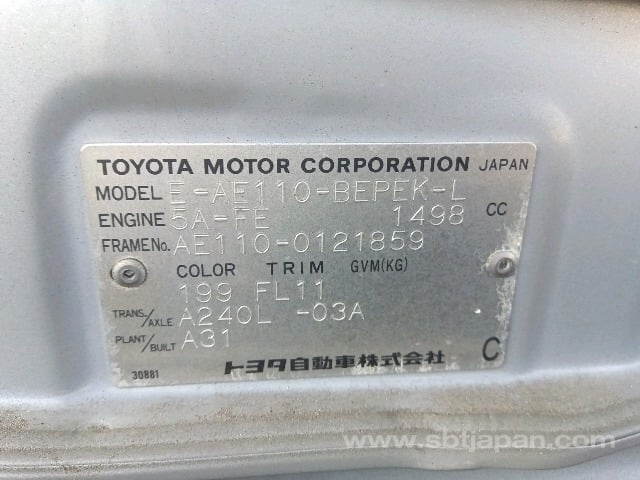 TOYOTA MOTOR CORPORATION JAPAN
MODEL E-AE110-BEPEK-L
ENGINE 5A-FE 1498 CC
FRAME No. AE110-0121859
COLOR TRIM GVM(KG)
199 FL11
TRANS./AXLE A240L -03A
PLANT/BUILT A31
トヨタ自動車株式会社 C
30881
www.sbtjapan.com